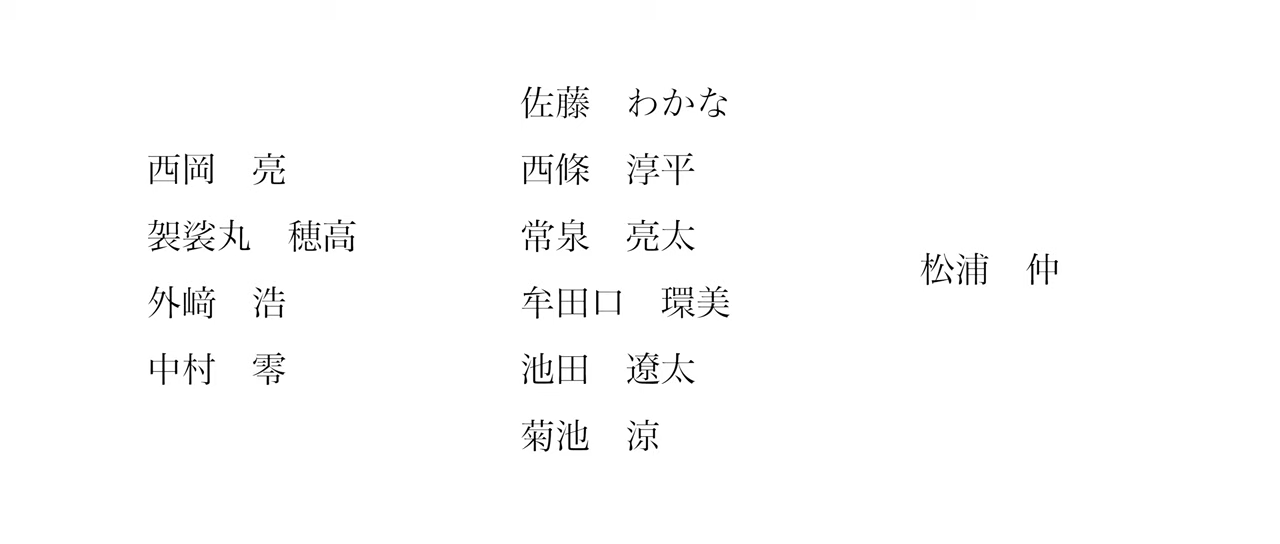 西岡　亮
袈裟丸　穂高
外﨑　浩
中村　零
佐藤　わかな
西條　淳平
常泉　亮太
牟田口　環美
池田　遼太
菊池　涼
松浦　仲